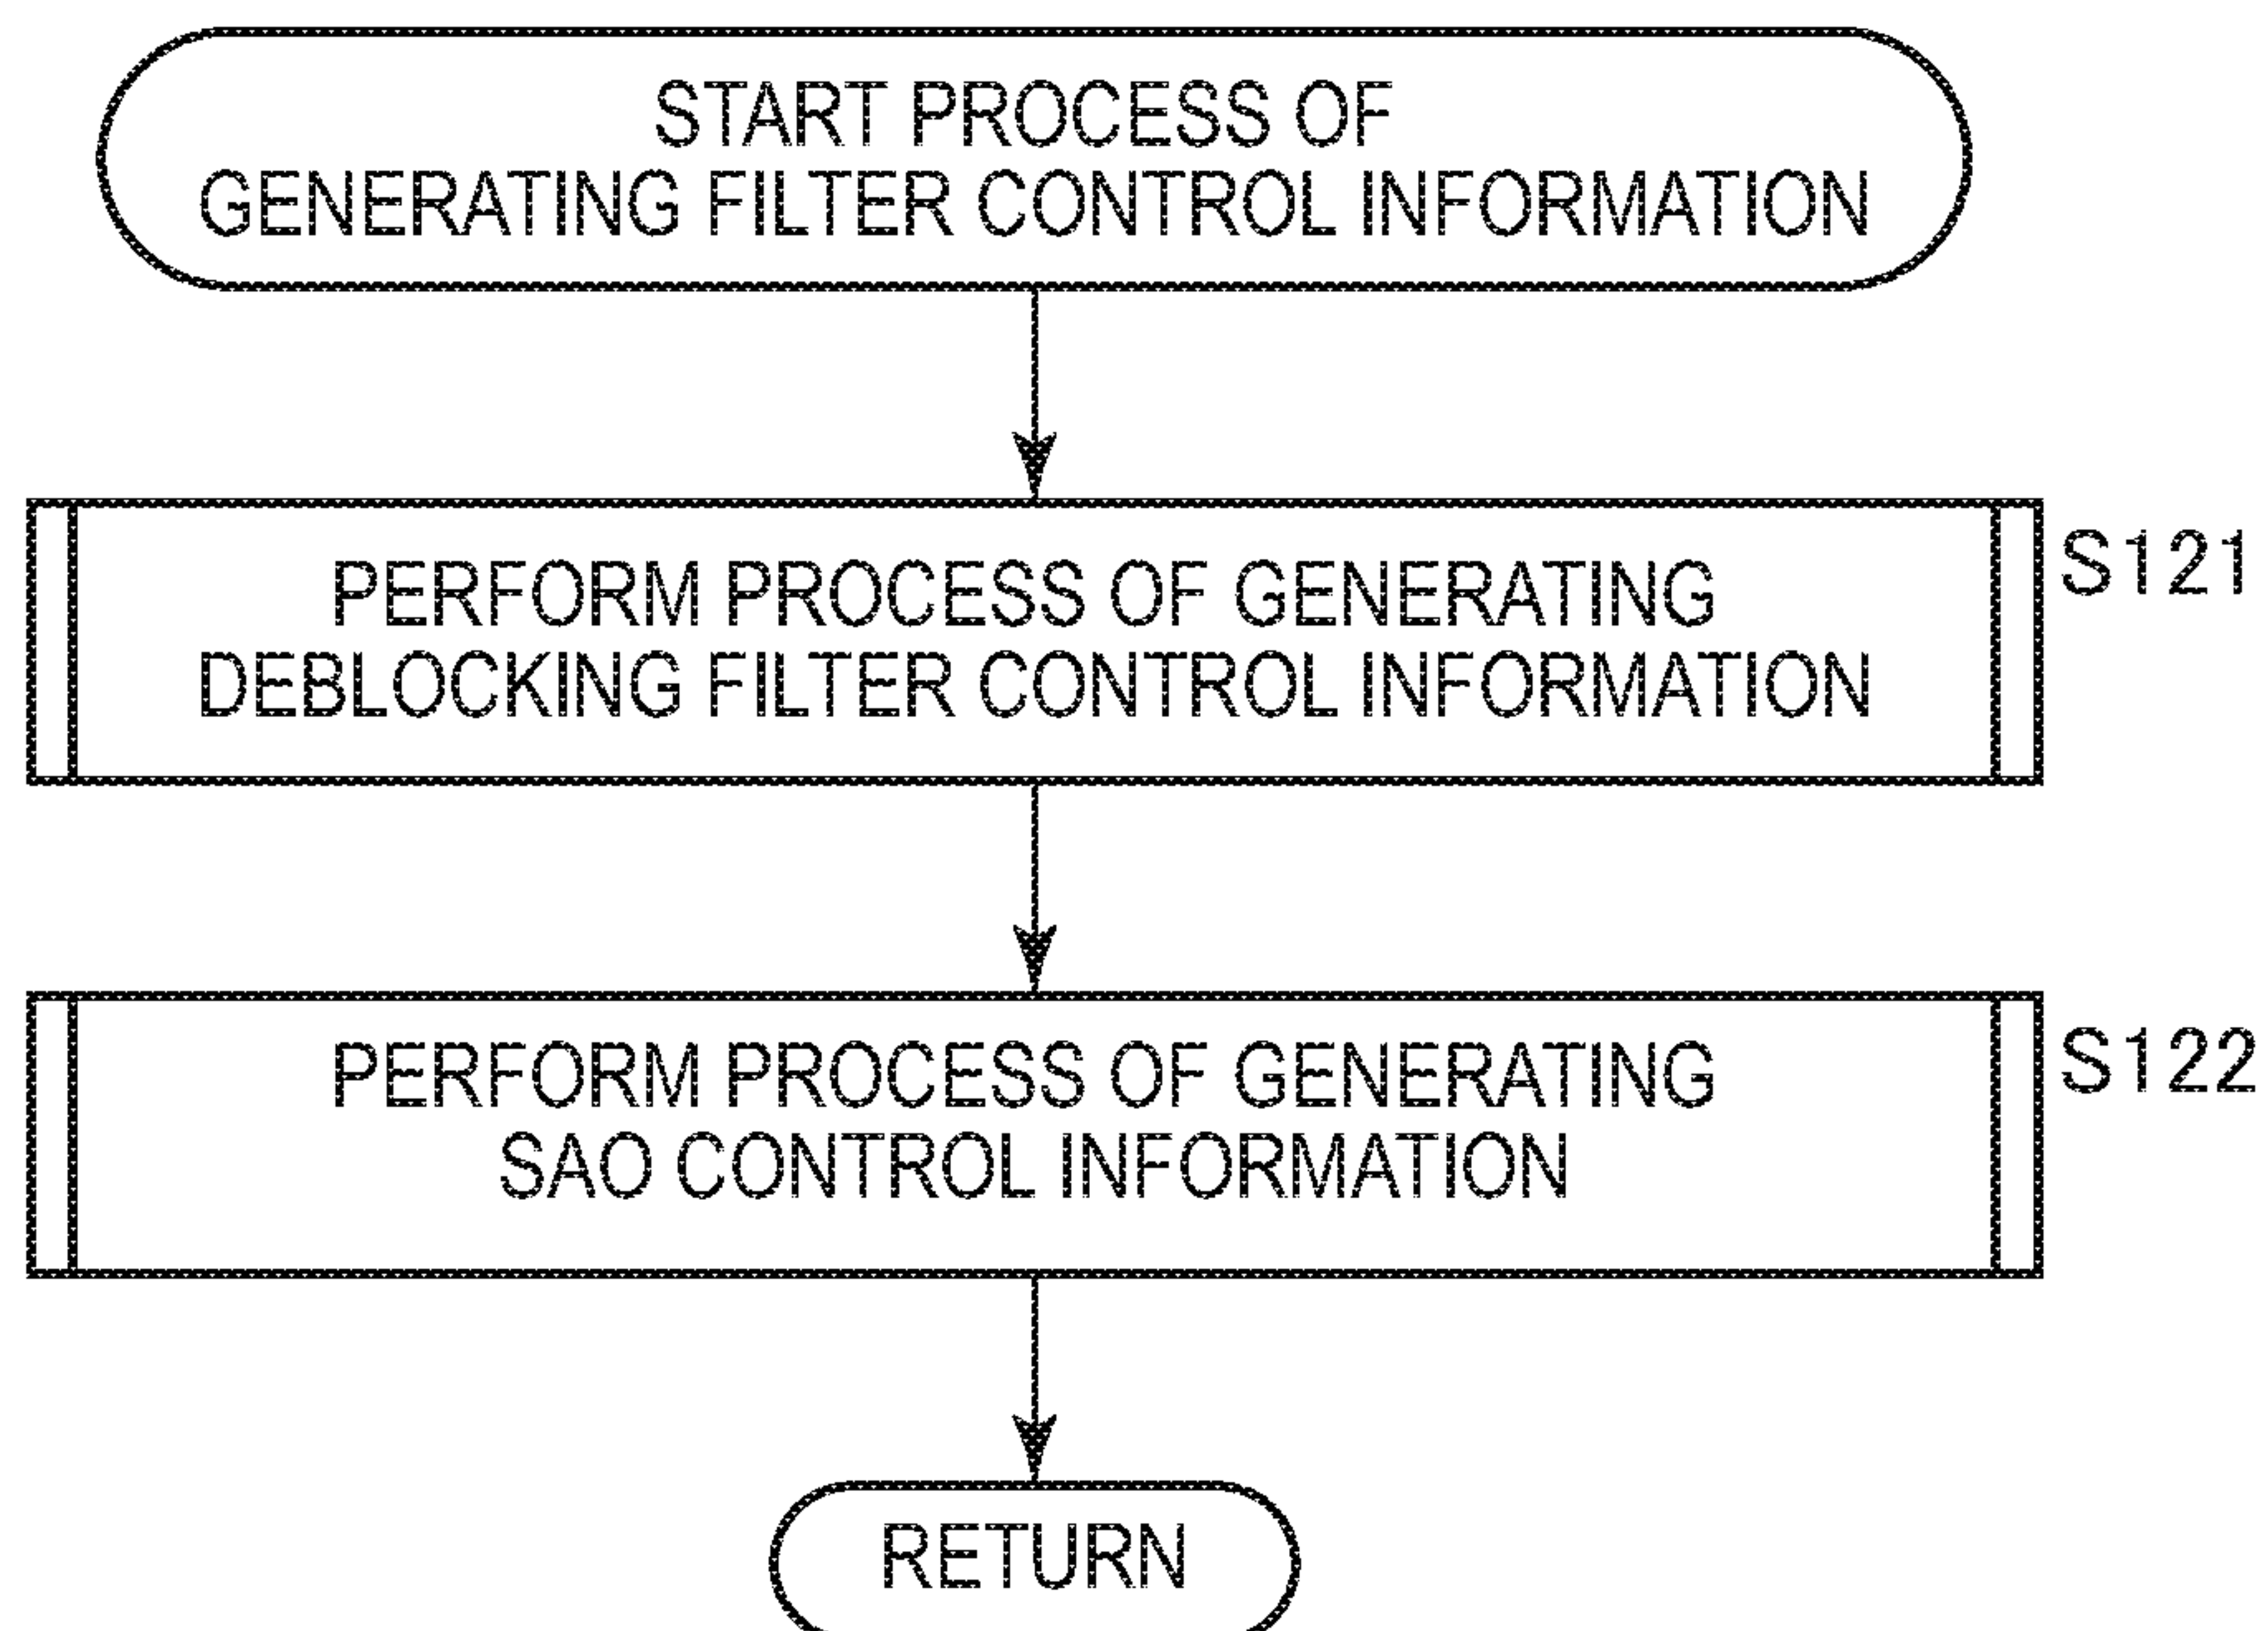 START PROCESS OF
GENERATING FILTER CONTROL INFORMATION
PERFORM PROCESS OF GENERATING
DEBLOCKING FILTER CONTROL INFORMATION
S121
PERFORM PROCESS OF GENERATING
SAO CONTROL INFORMATION
S122
RETURN